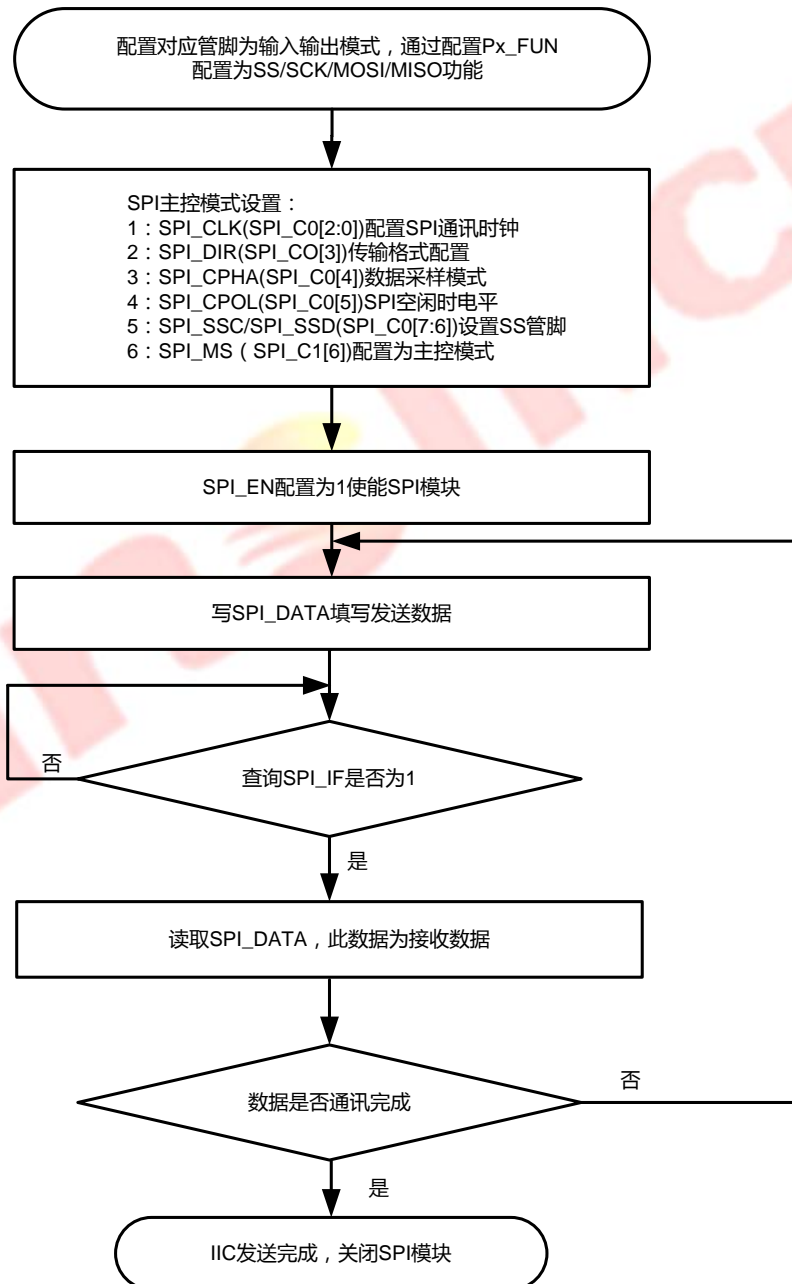 配置对应管脚为输入输出模式，通过配置Px_FUN
配置为SS/SCK/MOSI/MISO功能
SPI主控模式设置：
1：SPI_CLK(SPI_C0[2:0])配置SPI通讯时钟
2：SPI_DIR(SPI_CO[3])传输格式配置
3：SPI_CPHA(SPI_C0[4])数据采样模式
4：SPI_CPOL(SPI_C0[5])SPI空闲时电平
5：SPI_SSC/SPI_SSD(SPI_C0[7:6])设置SS管脚
6：SPI_MS（SPI_C1[6])配置为主控模式
SPI_EN配置为1使能SPI模块
写SPI_DATA填写发送数据
否
查询SPI_IF是否为1
是
读取SPI_DATA，此数据为接收数据
数据是否通讯完成
否
是
IIC发送完成，关闭SPI模块